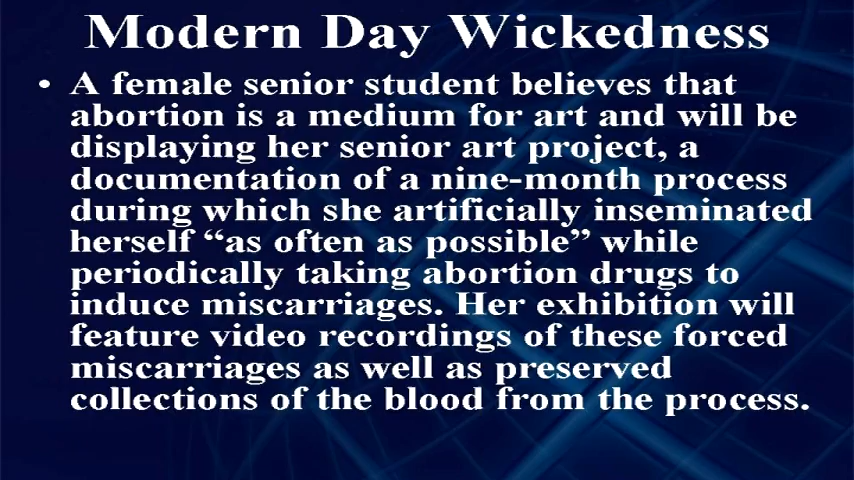 Modern Day Wickedness
• A female senior student believes that
abortion is a medium for art and will be
displaying her senior art project, a
documentation of a nine-month process
during which she artificially inseminated
herself “as often as possible” while
periodically taking abortion drugs to
induce miscarriages. Her exhibition will
feature video recordings of these forced
miscarriages as well as preserved
collections of the blood from the process.